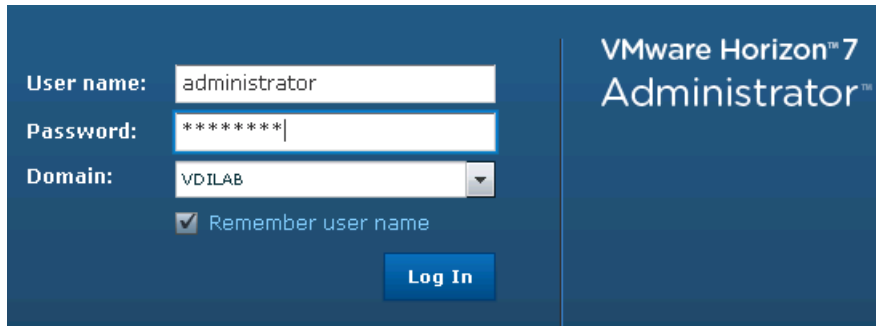 User name: administrator
Password: ********
Domain: VDILAB
Remember user name
Log In
VMware Horizon™ 7
Administrator™